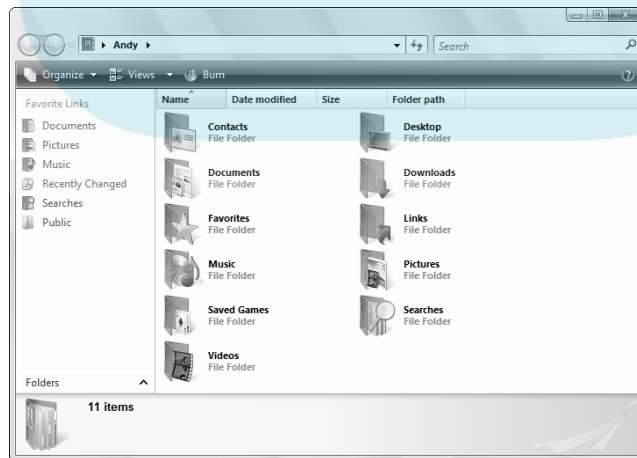 Andy
Search
Organize Views Burn
Favorite Links
Documents
Pictures
Music
Recently Changed
Searches
Public
Folders
Name Date modified Size Folder path
Contacts
File Folder
Desktop
File Folder
Documents
File Folder
Downloads
File Folder
Favorites
File Folder
Links
File Folder
Music
File Folder
Pictures
File Folder
Saved Games
File Folder
Searches
File Folder
Videos
File Folder
11 items